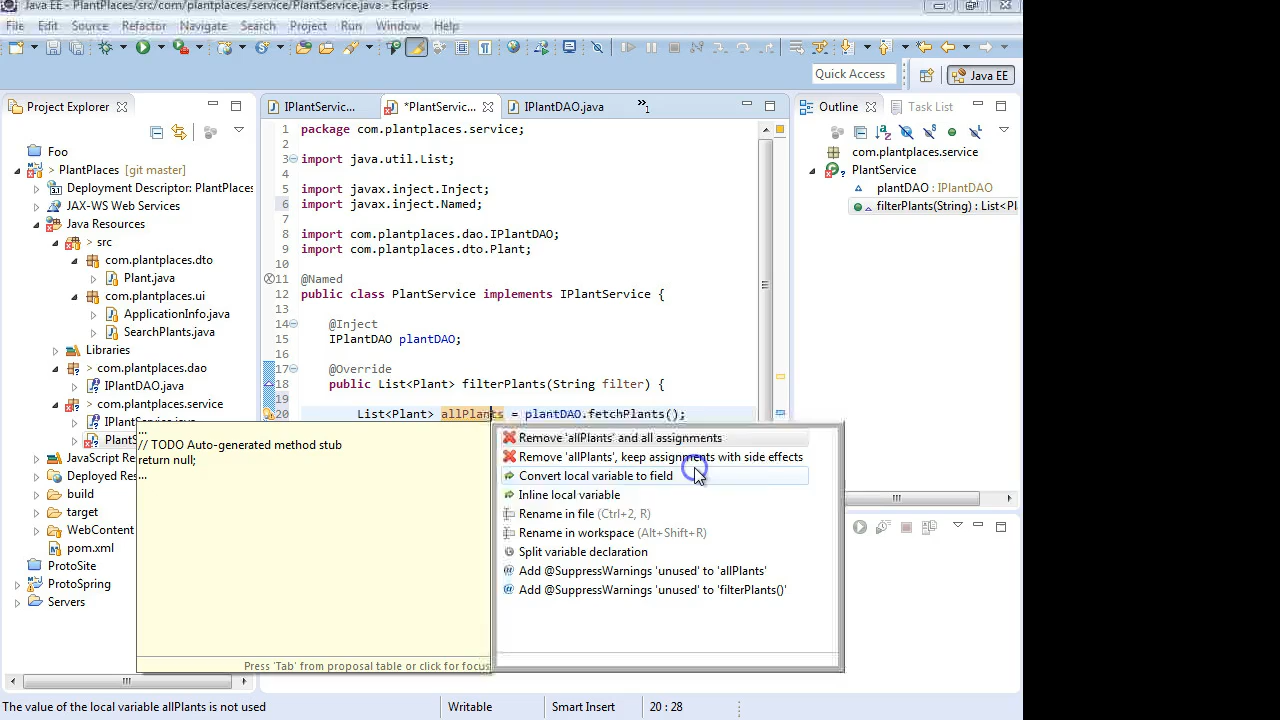 Java EE - PlantPlaces/src/com/plantplaces/service/PlantService.java - Eclipse
File Edit Source Refactor Navigate Search Project Run Window Help
Quick Access
Java EE
Project Explorer
IPlantServic...
*PlantServic...
IPlantDAO.java
»1
Outline
Task List
Foo
> PlantPlaces [git master]
Deployment Descriptor: PlantPlaces
JAX-WS Web Services
Java Resources
> src
com.plantplaces.dto
Plant.java
com.plantplaces.ui
ApplicationInfo.java
SearchPlants.java
Libraries
> com.plantplaces.dao
IPlantDAO.java
> com.plantplaces.service
IPlantServ
PlantS
JavaScript Re
Deployed Res
build
target
WebContent
pom.xml
ProtoSite
ProtoSpring
Servers
1 package com.plantplaces.service;
2
3 import java.util.List;
4
5 import javax.inject.Inject;
6 import javax.inject.Named;
7
8 import com.plantplaces.dao.IPlantDAO;
9 import com.plantplaces.dto.Plant;
10
11 @Named
12 public class PlantService implements IPlantService {
13
14 @Inject
15 IPlantDAO plantDAO;
16
17 @Override
18 public List<Plant> filterPlants(String filter) {
19
20 List<Plant> allPlants = plantDAO.fetchPlants();
...
// TODO Auto-generated method stub
return null;
...
Press 'Tab' from proposal table or click for focus
Remove 'allPlants' and all assignments
Remove 'allPlants', keep assignments with side effects
Convert local variable to field
Inline local variable
Rename in file (Ctrl+2, R)
Rename in workspace (Alt+Shift+R)
Split variable declaration
Add @SuppressWarnings 'unused' to 'allPlants'
Add @SuppressWarnings 'unused' to 'filterPlants()'
com.plantplaces.service
PlantService
plantDAO : IPlantDAO
filterPlants(String) : List<Pl
The value of the local variable allPlants is not used
Writable
Smart Insert
20 : 28